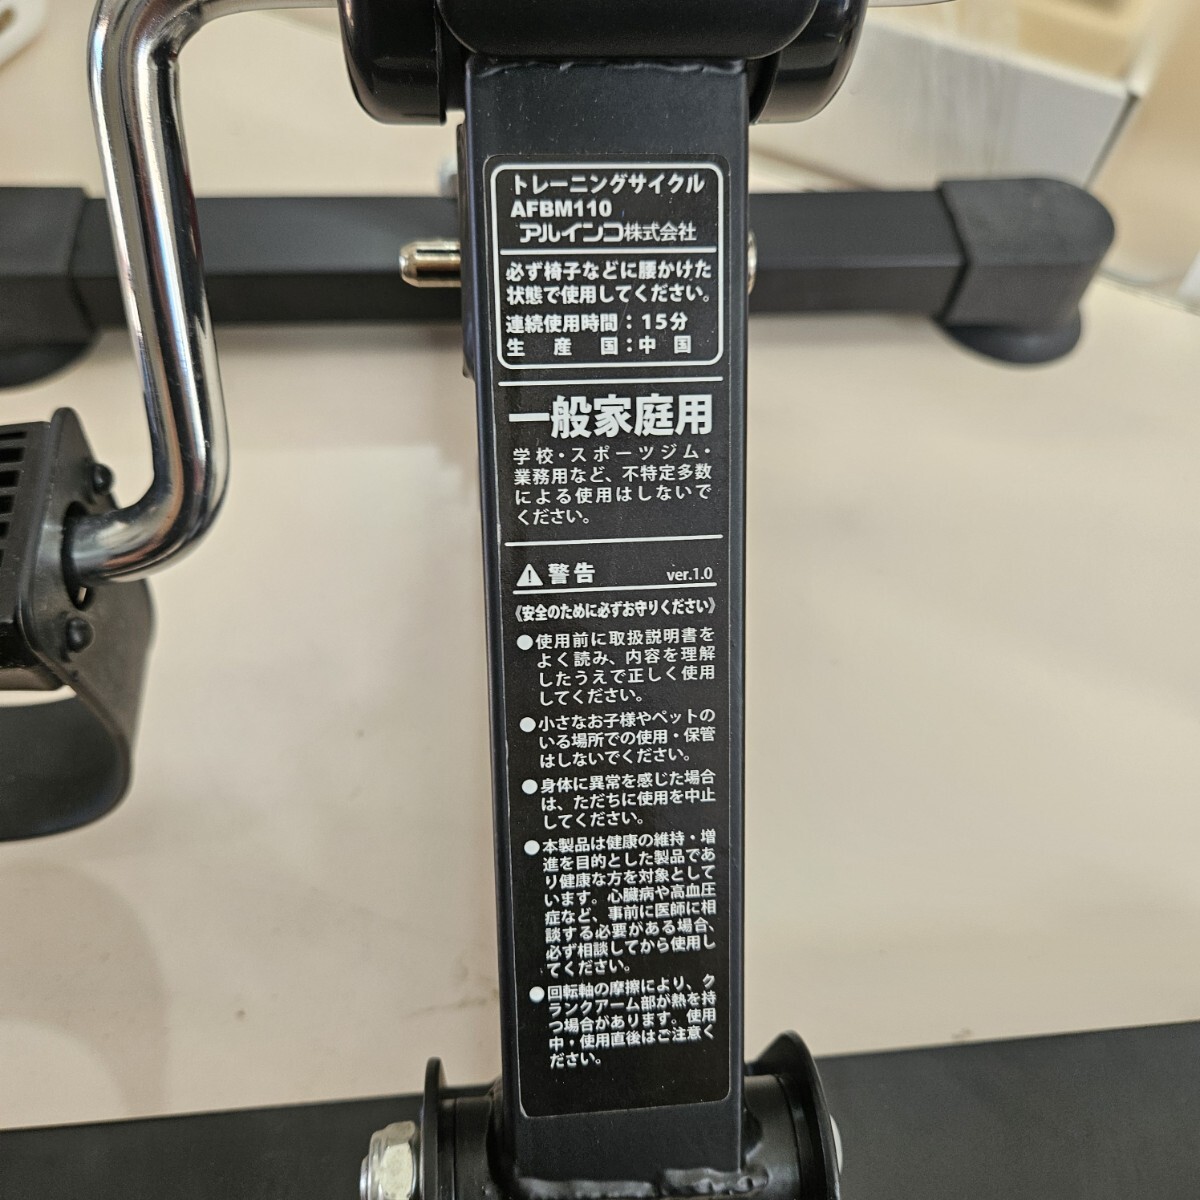 トレーニングサイクル
AFBM110
アルインコ株式会社
必ず椅子などに腰かけた
状態で使用してください。
連続使用時間：15分
生産国：中国
一般家庭用
学校・スポーツジム・
業務用など、不特定多数
による使用はしないで
ください。
警告 ver.1.0
《安全のために必ずお守りください》
●使用前に取扱説明書を
よく読み、内容を理解
したうえで正しく使用
してください。
●小さなお子様やペットの
いる場所での使用・保管
はしないでください。
●身体に異常を感じた場合
は、ただちに使用を中止
してください。
●本製品は健康の維持・増
進を目的とした製品であ
り健康な方を対象として
います。心臓病や高血圧
症など、事前に医師に相
談する必要がある場合、
必ず相談してから使用し
てください。
●回転軸の摩擦により、ク
ランクアーム部が熱を持
つ場合があります。使用
中・使用直後はご注意く
ださい。